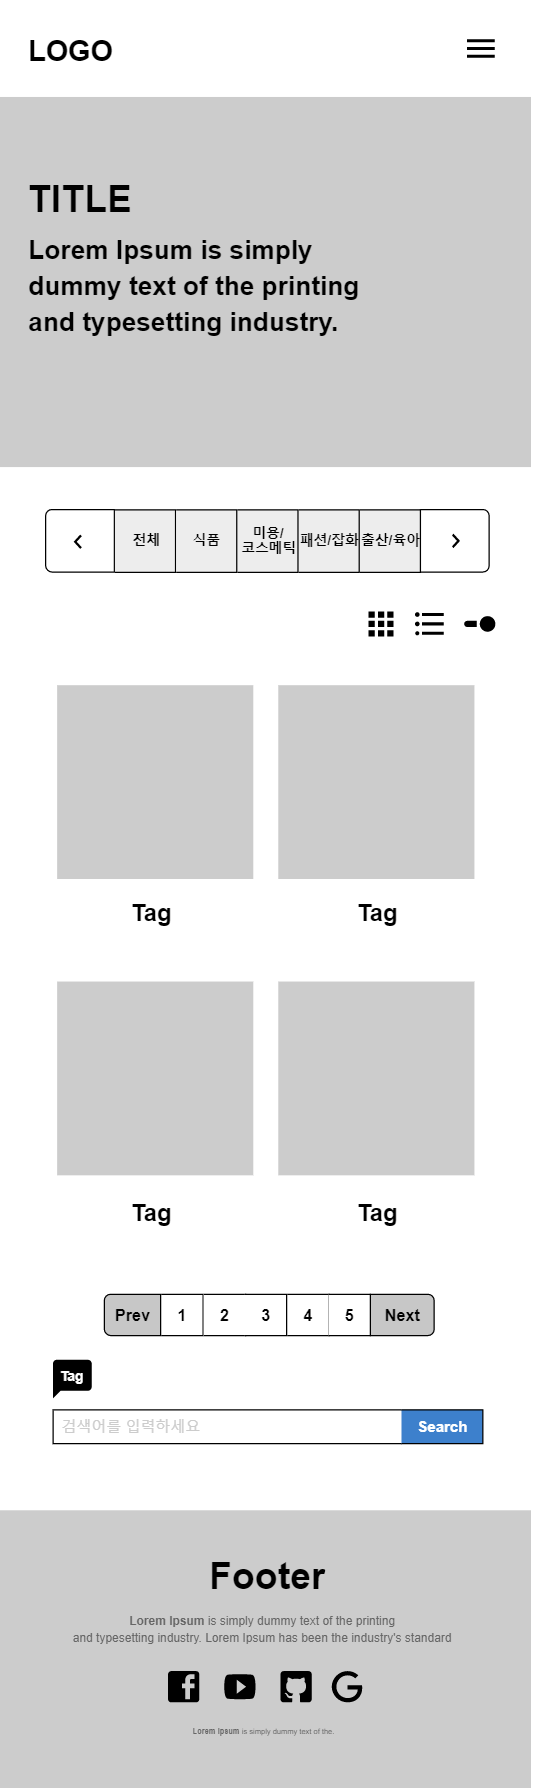 LOGO
TITLE
Lorem Ipsum is simply
dummy text of the printing
and typesetting industry.
전체
식품
미용/
코스메틱
패션/잡화
출산/육아
Tag
Tag
Tag
Tag
Prev 1 2 3 4 5 Next
Tag
검색어를 입력하세요
Search
Footer
Lorem Ipsum is simply dummy text of the printing
and typesetting industry. Lorem Ipsum has been the industry's standard
Lorem Ipsum is simply dummy text of the.